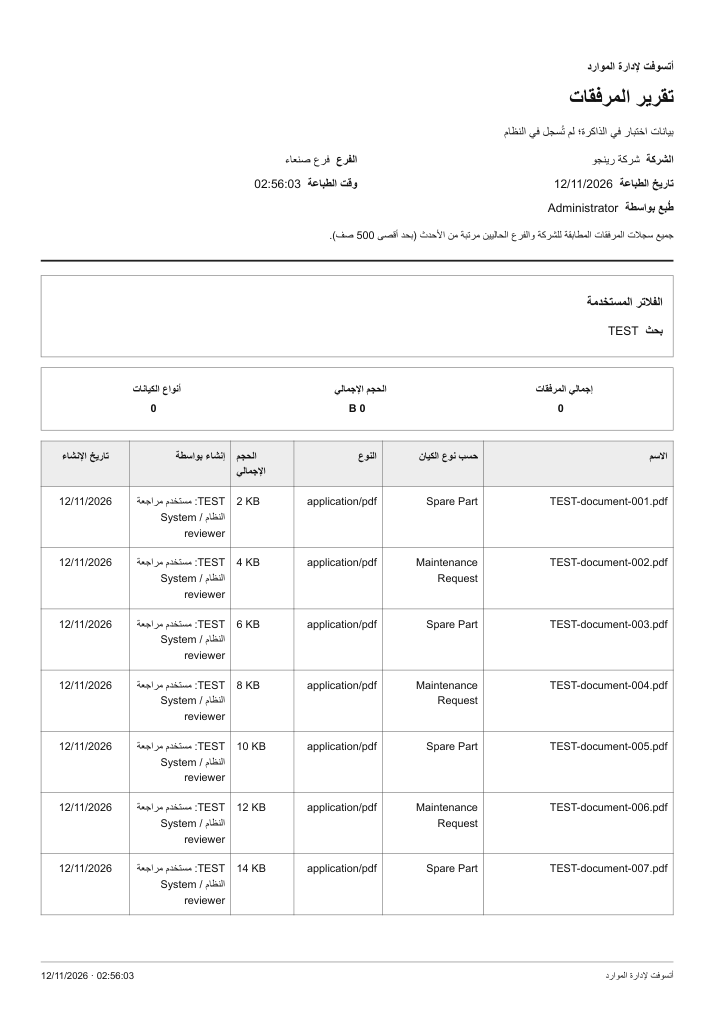 أتسوفت لإدارة الموارد
تقرير المرفقات
بيانات اختبار في الذاكرة؛ لم تُسجل في النظام
الشركة شركة رينجو
الفرع فرع صنعاء
تاريخ الطباعة 12/11/2026
وقت الطباعة 02:56:03
طُبع بواسطة Administrator
جميع سجلات المرفقات المطابقة للشركة والفرع الحاليين مرتبة من الأحدث (بحد أقصى 500 صف).
الفلاتر المستخدمة
بحث TEST
إجمالي المرفقات
الحجم الإجمالي
أنواع الكيانات
0
B 0
0
الاسم
حسب نوع الكيان
النوع
الحجم
الإجمالي
إنشاء بواسطة
تاريخ الإنشاء
TEST-document-001.pdf
Spare Part
application/pdf
2 KB
TEST: مستخدم مراجعة
النظام / System
reviewer
12/11/2026
TEST-document-002.pdf
Maintenance
Request
application/pdf
4 KB
TEST: مستخدم مراجعة
النظام / System
reviewer
12/11/2026
TEST-document-003.pdf
Spare Part
application/pdf
6 KB
TEST: مستخدم مراجعة
النظام / System
reviewer
12/11/2026
TEST-document-004.pdf
Maintenance
Request
application/pdf
8 KB
TEST: مستخدم مراجعة
النظام / System
reviewer
12/11/2026
TEST-document-005.pdf
Spare Part
application/pdf
10 KB
TEST: مستخدم مراجعة
النظام / System
reviewer
12/11/2026
TEST-document-006.pdf
Maintenance
Request
application/pdf
12 KB
TEST: مستخدم مراجعة
النظام / System
reviewer
12/11/2026
TEST-document-007.pdf
Spare Part
application/pdf
14 KB
TEST: مستخدم مراجعة
النظام / System
reviewer
12/11/2026
أتسوفت لإدارة الموارد
12/11/2026 · 02:56:03